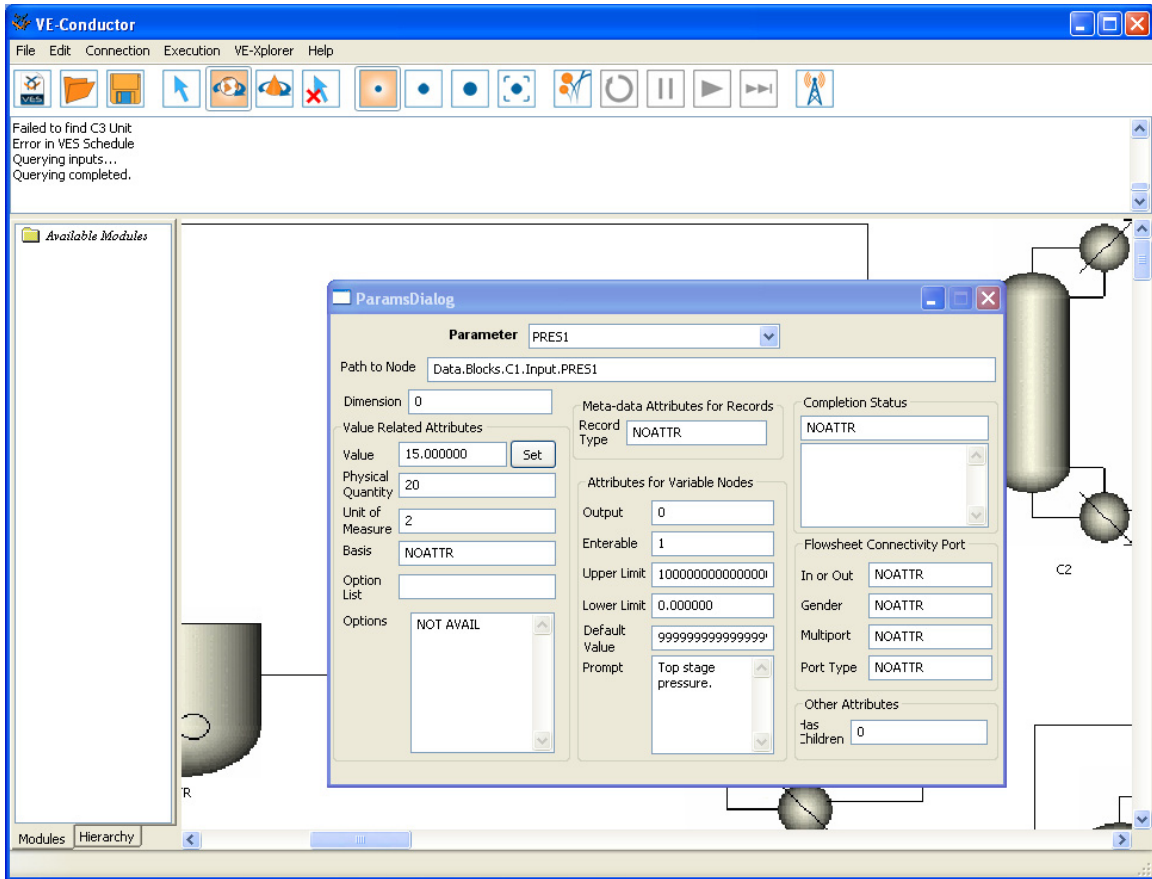 VE-Conductor
File Edit Connection Execution VE-Xplorer Help
VES
Failed to find C3 Unit
Error in VES Schedule
Querying inputs...
Querying completed.
Available Modules
ParamsDialog
Parameter PRES1
Path to Node Data.Blocks.C1.Input.PRES1
Dimension 0
Value Related Attributes
Value 15.000000 Set
Physical
Quantity 20
Unit of
Measure 2
Basis NOATTR
Option
List
Options NOT AVAIL
Meta-data Attributes for Records
Record
Type NOATTR
Attributes for Variable Nodes
Output 0
Enterable 1
Upper Limit
Lower Limit 0.000000
Default
Value
Prompt Top stage
pressure.
Completion Status
NOATTR
Flowsheet Connectivity Port
In or Out NOATTR
Gender NOATTR
Multiport NOATTR
Port Type NOATTR
Other Attributes
Has
Children 0
C2
TR
Modules Hierarchy